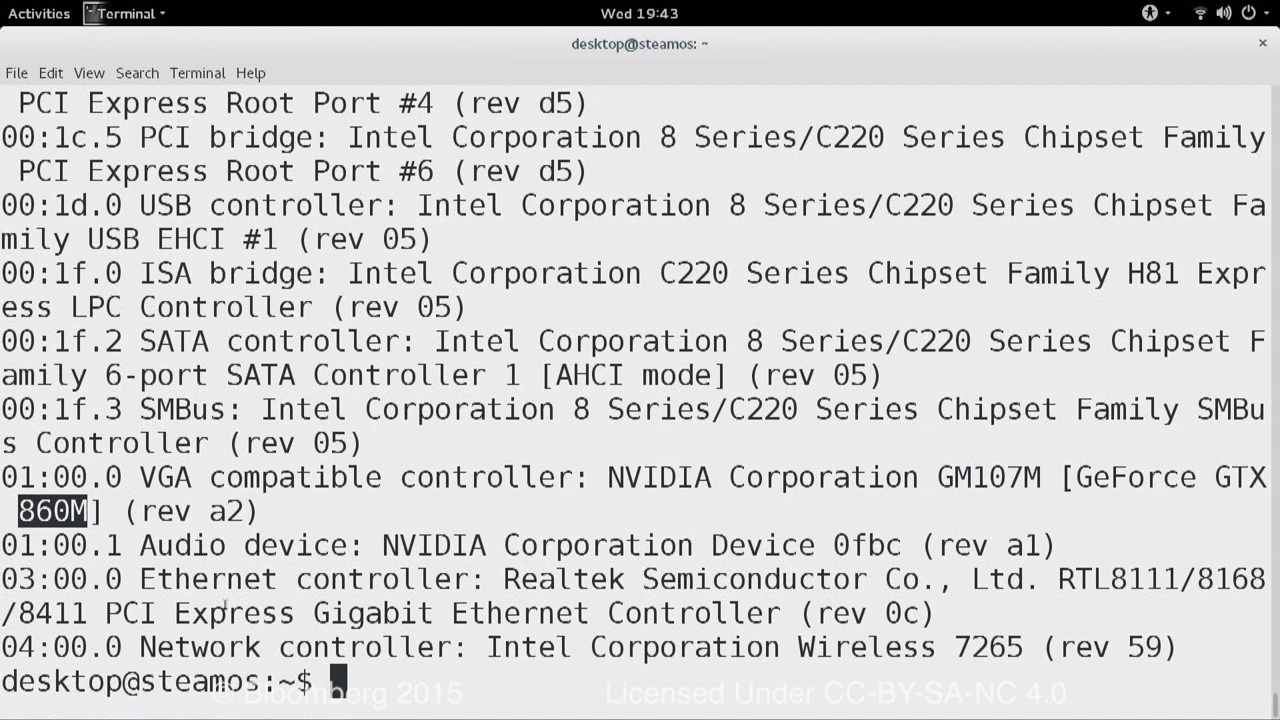 Activities Terminal Wed 19:43
desktop@steamos: ~ ×
File Edit View Search Terminal Help
PCI Express Root Port #4 (rev d5)
00:1c.5 PCI bridge: Intel Corporation 8 Series/C220 Series Chipset Family
PCI Express Root Port #6 (rev d5)
00:1d.0 USB controller: Intel Corporation 8 Series/C220 Series Chipset Fa
mily USB EHCI #1 (rev 05)
00:1f.0 ISA bridge: Intel Corporation C220 Series Chipset Family H81 Expr
ess LPC Controller (rev 05)
00:1f.2 SATA controller: Intel Corporation 8 Series/C220 Series Chipset F
amily 6-port SATA Controller 1 [AHCI mode] (rev 05)
00:1f.3 SMBus: Intel Corporation 8 Series/C220 Series Chipset Family SMBu
s Controller (rev 05)
01:00.0 VGA compatible controller: NVIDIA Corporation GM107M [GeForce GTX
860M] (rev a2)
01:00.1 Audio device: NVIDIA Corporation Device 0fbc (rev a1)
03:00.0 Ethernet controller: Realtek Semiconductor Co., Ltd. RTL8111/8168
/8411 PCI Express Gigabit Ethernet Controller (rev 0c)
04:00.0 Network controller: Intel Corporation Wireless 7265 (rev 59)
desktop@steamos:~$
© Bloomberg 2015 Licensed Under CC-BY-SA-NC 4.0